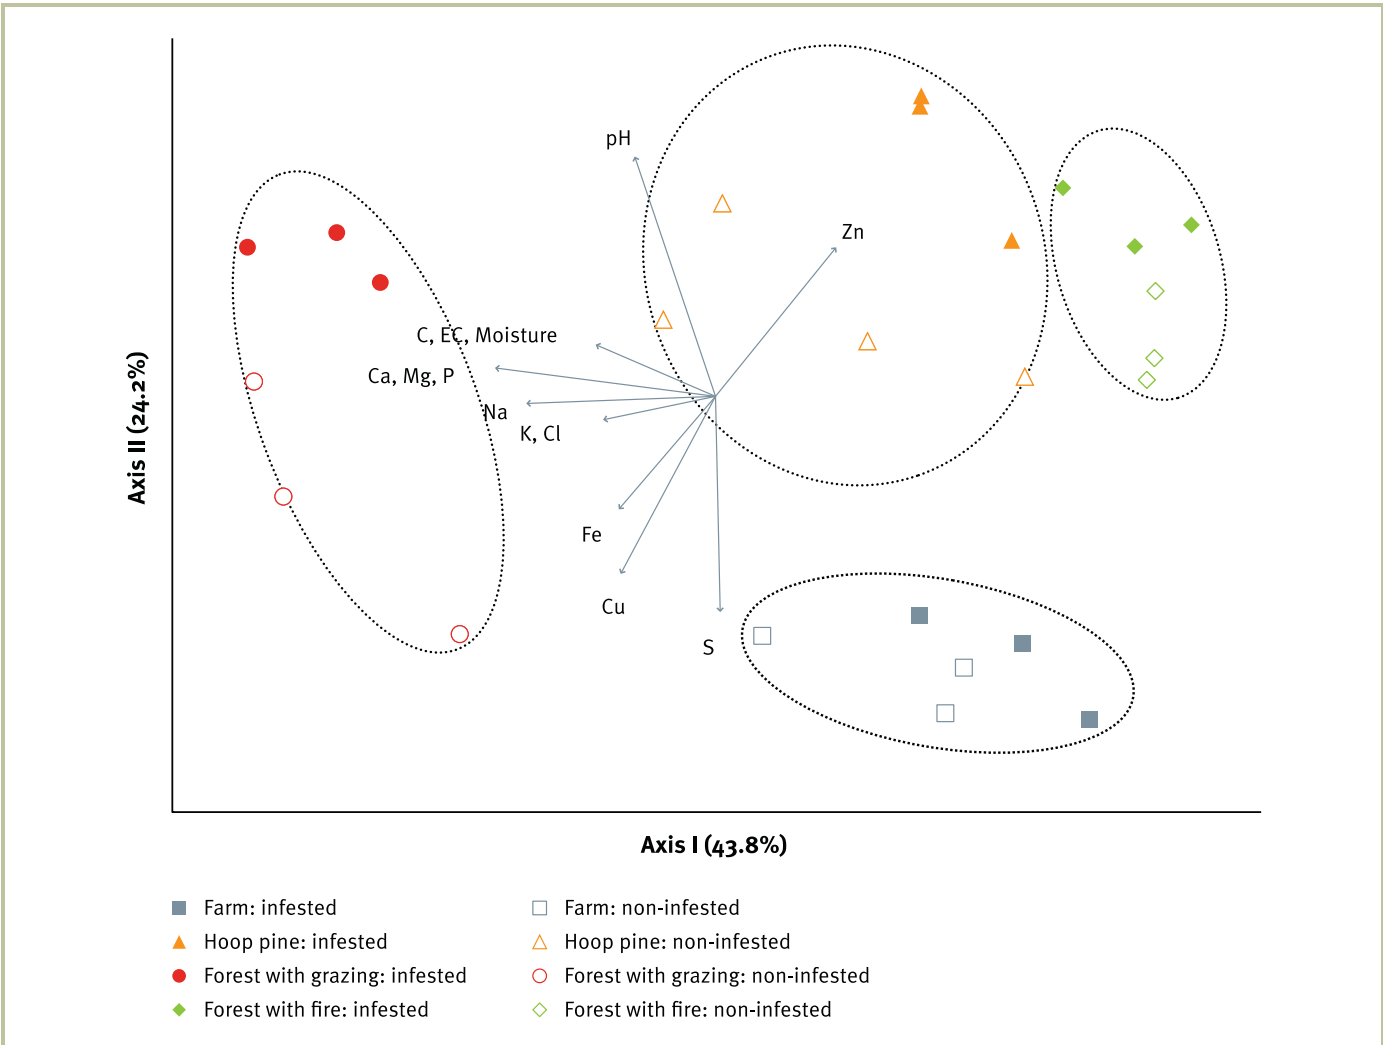 pH
Zn
C, EC, Moisture
Ca, Mg, P
Na
K, Cl
Fe
Cu
S
Axis II (24.2%)
Axis I (43.8%)
Farm: infested
Farm: non-infested
Hoop pine: infested
Hoop pine: non-infested
Forest with grazing: infested
Forest with grazing: non-infested
Forest with fire: infested
Forest with fire: non-infested